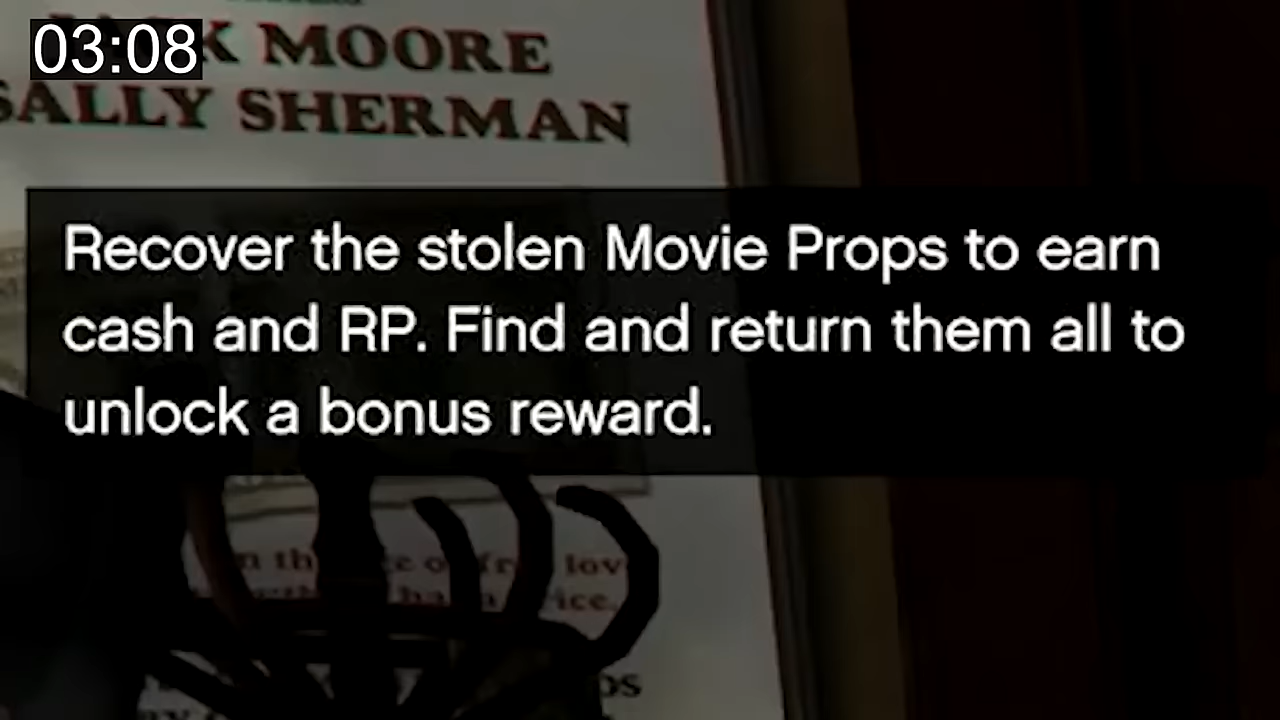 03:08
K MOORE
SALLY SHERMAN
Recover the stolen Movie Props to earn
cash and RP. Find and return them all to
unlock a bonus reward.